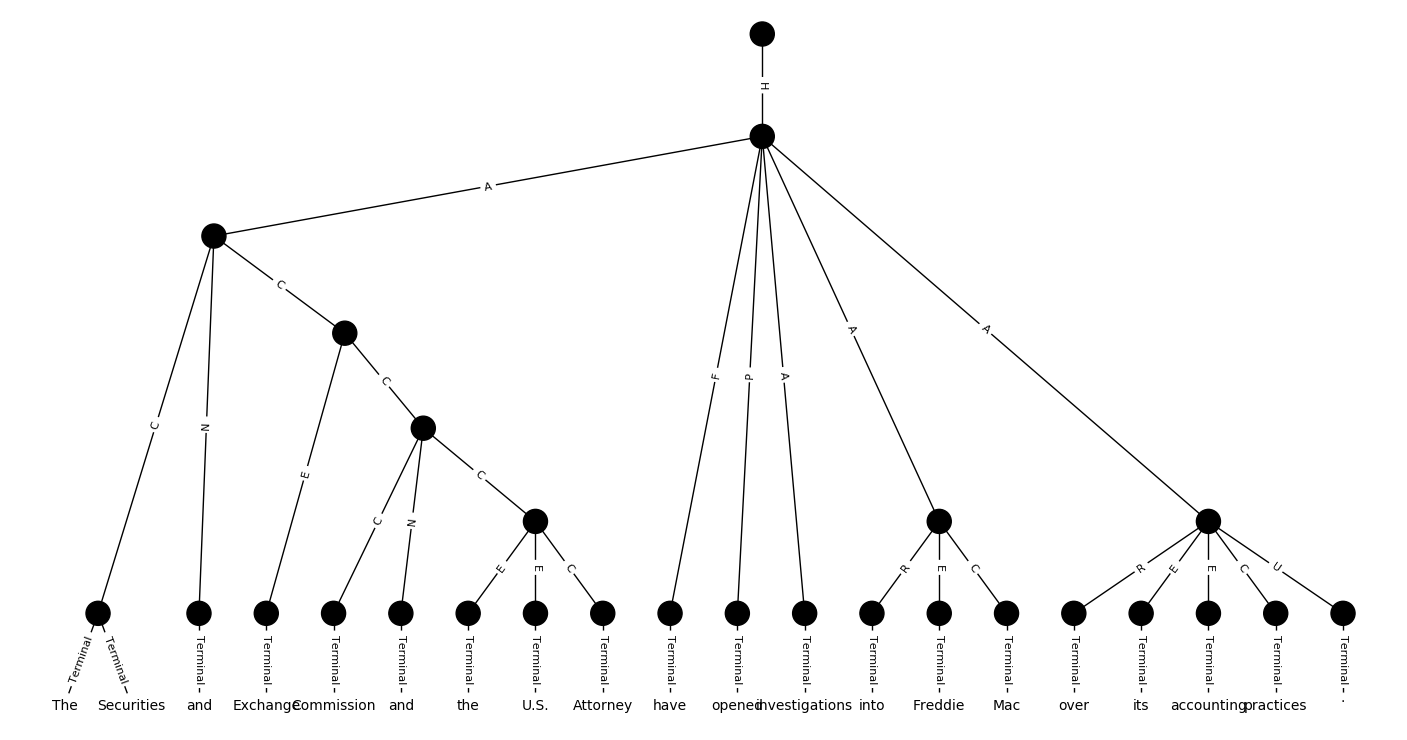 H
A
C
C
N
F
P
A
A
A
C
E
C
N
C
E
E
C
R
E
C
R
E
E
C
U
Terminal Terminal Terminal Terminal Terminal Terminal Terminal Terminal Terminal Terminal Terminal Terminal Terminal Terminal Terminal Terminal Terminal Terminal Terminal Terminal
The Securities and Exchange Commission and the U.S. Attorney have opened investigations into Freddie Mac over its accounting practices .